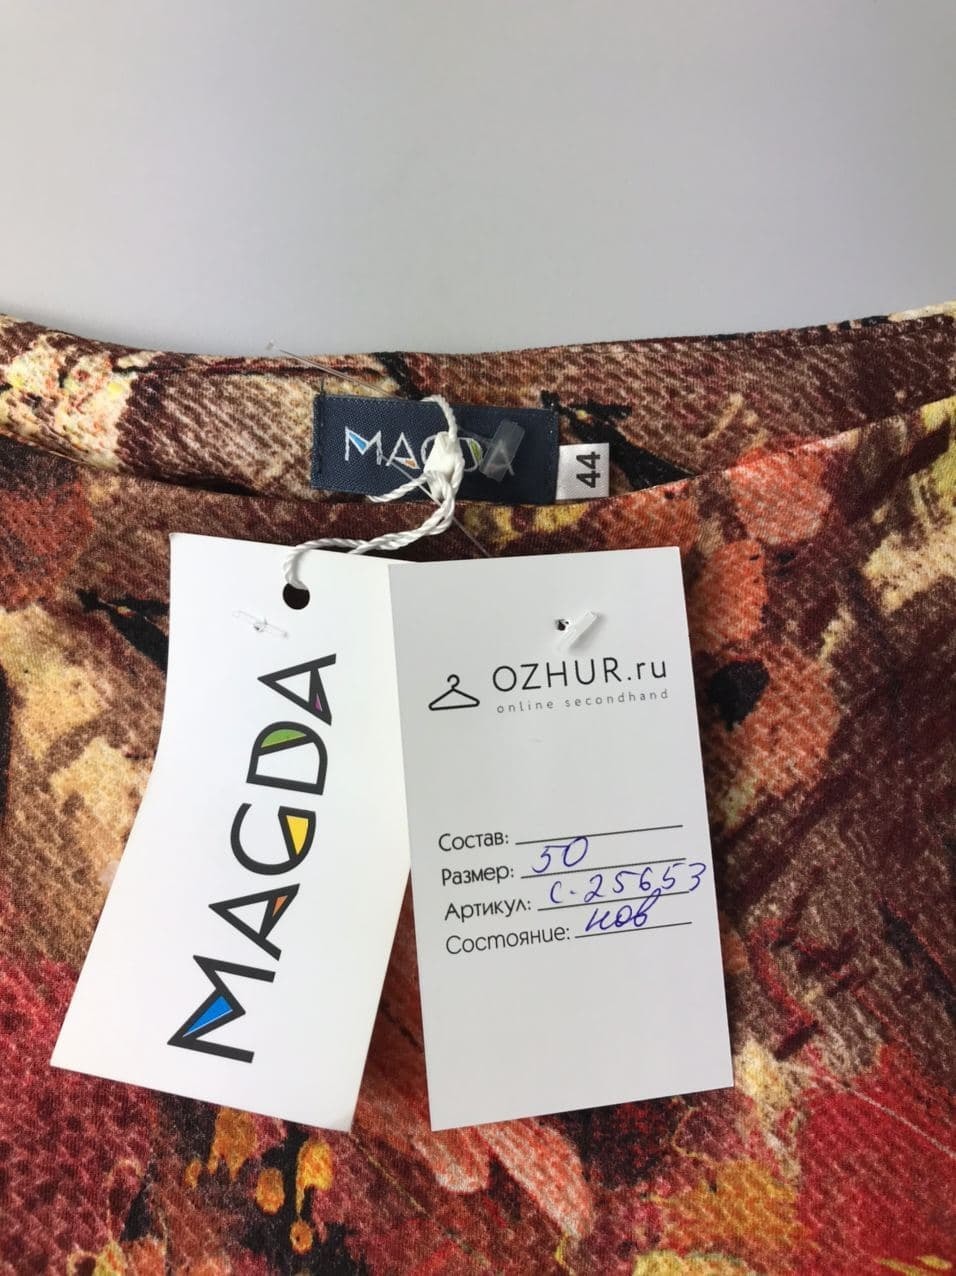 MAGDA
44
MAGDA
OZHUR.ru
online secondhand
Состав:
Размер: 50
Артикул: с-25653
Состояние: нов